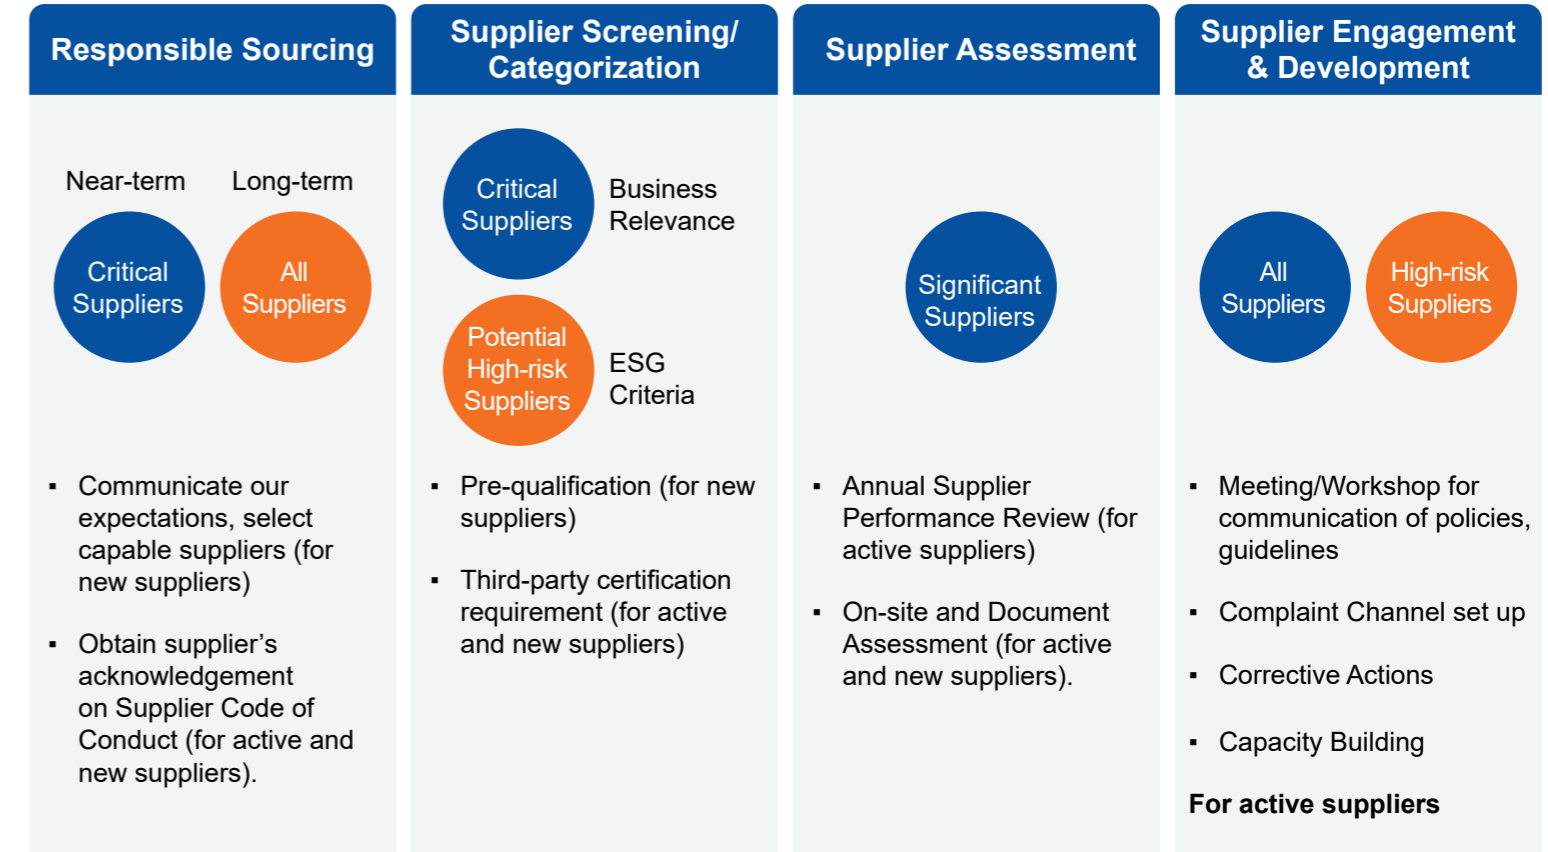 Responsible Sourcing
Near-term
Long-term
Critical
Suppliers
All
Suppliers
▪ Communicate our
expectations, select
capable suppliers (for
new suppliers)
▪ Obtain supplier’s
acknowledgement
on Supplier Code of
Conduct (for active and
new suppliers).
Supplier Screening/
Categorization
Critical
Suppliers
Business
Relevance
Potential
High-risk
Suppliers
ESG
Criteria
▪ Pre-qualification (for new
suppliers)
▪ Third-party certification
requirement (for active
and new suppliers)
Supplier Assessment
Significant
Suppliers
▪ Annual Supplier
Performance Review (for
active suppliers)
▪ On-site and Document
Assessment (for active
and new suppliers).
Supplier Engagement
& Development
All
Suppliers
High-risk
Suppliers
▪ Meeting/Workshop for
communication of policies,
guidelines
▪ Complaint Channel set up
▪ Corrective Actions
▪ Capacity Building
For active suppliers